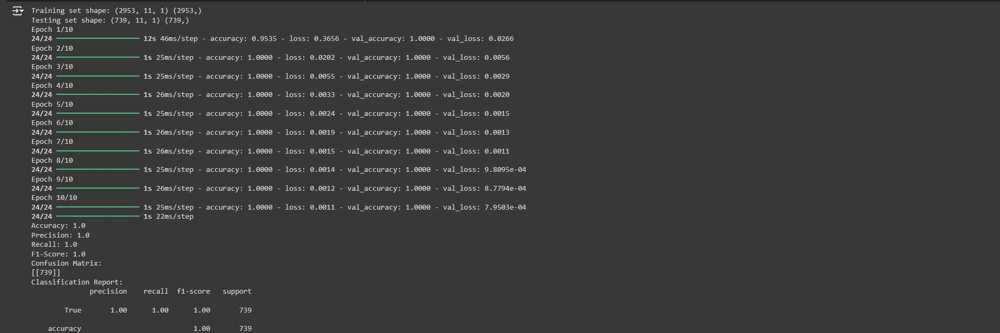 Training set shape: (2953, 11, 1) (2953,)
Testing set shape: (739, 11, 1) (739,)
Epoch 1/10
24/24 ━━━━━━━━━━━━━━━━━━━━ 12s 46ms/step - accuracy: 0.9535 - loss: 0.3656 - val_accuracy: 1.0000 - val_loss: 0.0266
Epoch 2/10
24/24 ━━━━━━━━━━━━━━━━━━━━ 1s 25ms/step - accuracy: 1.0000 - loss: 0.0202 - val_accuracy: 1.0000 - val_loss: 0.0056
Epoch 3/10
24/24 ━━━━━━━━━━━━━━━━━━━━ 1s 25ms/step - accuracy: 1.0000 - loss: 0.0055 - val_accuracy: 1.0000 - val_loss: 0.0029
Epoch 4/10
24/24 ━━━━━━━━━━━━━━━━━━━━ 1s 26ms/step - accuracy: 1.0000 - loss: 0.0033 - val_accuracy: 1.0000 - val_loss: 0.0020
Epoch 5/10
24/24 ━━━━━━━━━━━━━━━━━━━━ 1s 25ms/step - accuracy: 1.0000 - loss: 0.0024 - val_accuracy: 1.0000 - val_loss: 0.0015
Epoch 6/10
24/24 ━━━━━━━━━━━━━━━━━━━━ 1s 26ms/step - accuracy: 1.0000 - loss: 0.0019 - val_accuracy: 1.0000 - val_loss: 0.0013
Epoch 7/10
24/24 ━━━━━━━━━━━━━━━━━━━━ 1s 26ms/step - accuracy: 1.0000 - loss: 0.0015 - val_accuracy: 1.0000 - val_loss: 0.0011
Epoch 8/10
24/24 ━━━━━━━━━━━━━━━━━━━━ 1s 25ms/step - accuracy: 1.0000 - loss: 0.0014 - val_accuracy: 1.0000 - val_loss: 9.8095e-04
Epoch 9/10
24/24 ━━━━━━━━━━━━━━━━━━━━ 1s 26ms/step - accuracy: 1.0000 - loss: 0.0012 - val_accuracy: 1.0000 - val_loss: 8.7794e-04
Epoch 10/10
24/24 ━━━━━━━━━━━━━━━━━━━━ 1s 25ms/step - accuracy: 1.0000 - loss: 0.0011 - val_accuracy: 1.0000 - val_loss: 7.9503e-04
24/24 ━━━━━━━━━━━━━━━━━━━━ 1s 22ms/step
Accuracy: 1.0
Precision: 1.0
Recall: 1.0
F1-Score: 1.0
Confusion Matrix:
[[739]]
Classification Report:
precision recall f1-score support
True 1.00 1.00 1.00 739
accuracy 1.00 739